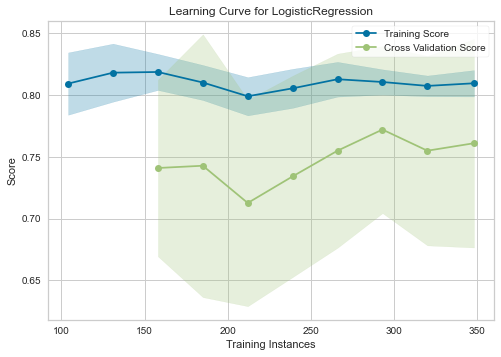 Learning Curve for LogisticRegression
Training Score
Cross Validation Score
0.85
0.80
0.75
0.70
0.65
Score
100 150 200 250 300 350
Training Instances